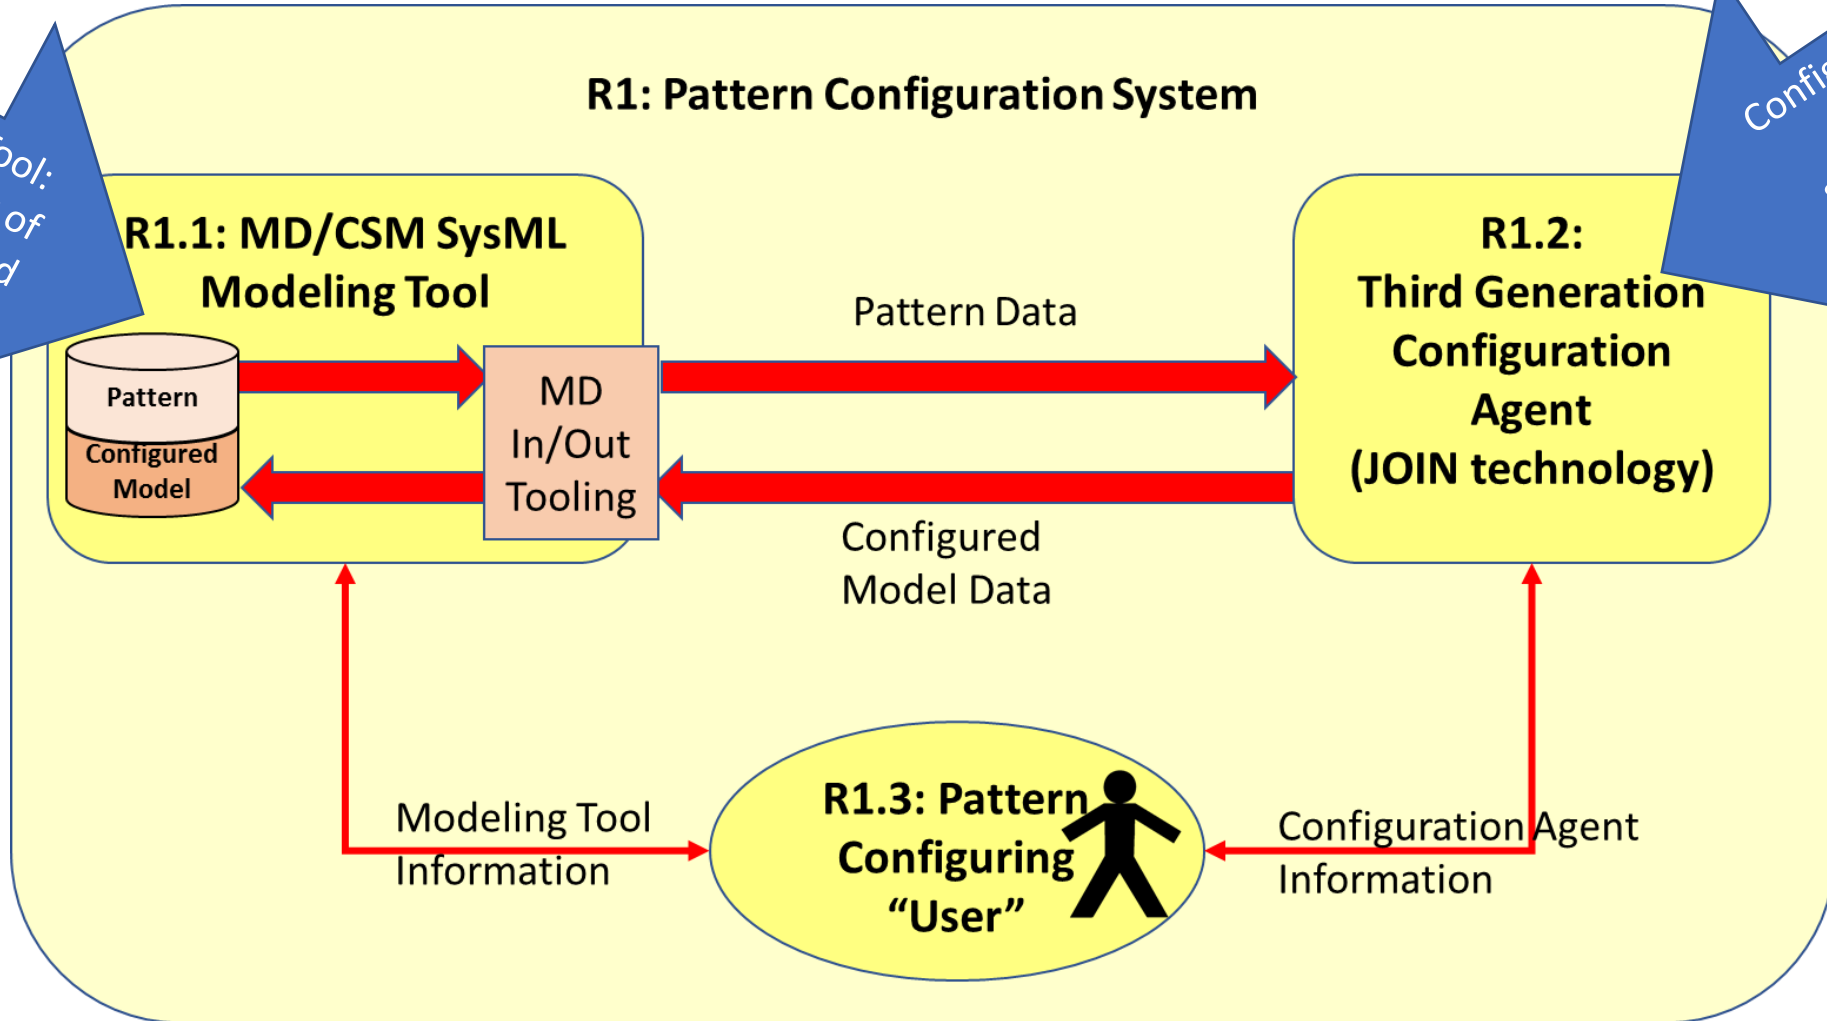 R1: Pattern Configuration System
ool:
of
R1.1: MD/CSM SysML
Modeling Tool
Pattern
Configured
Model
MD
In/Out
Tooling
Pattern Data
Configured
Model Data
R1.2:
Third Generation
Configuration
Agent
(JOIN technology)
Modeling Tool
Information
R1.3: Pattern
Configuring
“User”
Configuration Agent
Information